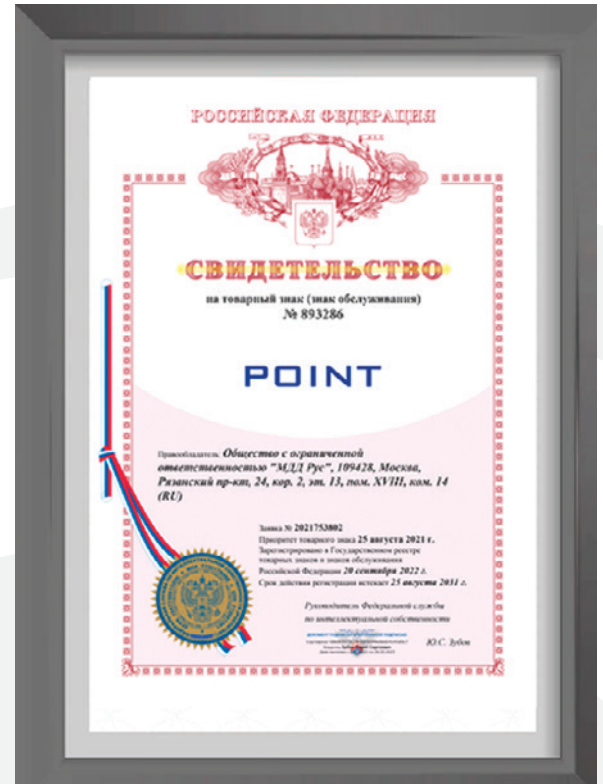 РОССИЙСКАЯ ФЕДЕРАЦИЯ
СВИДЕТЕЛЬСТВО
на товарный знак (знак обслуживания)
№ 893286
POINT
Правообладатель: Общество с ограниченной
ответственностью "МДД Рус", 109428, Москва,
Рязанский пр-кт, 24, кор. 2, эт. 13, пом. XVIII, ком. 14
(RU)
Заявка № 2021753802
Приоритет товарного знака 25 августа 2021 г.
Зарегистрировано в Государственном реестре
товарных знаков и знаков обслуживания
Российской Федерации 20 сентября 2022 г.
Срок действия регистрации истекает 25 августа 2031 г.
Руководитель Федеральной службы
по интеллектуальной собственности
Ю.С. Зубов